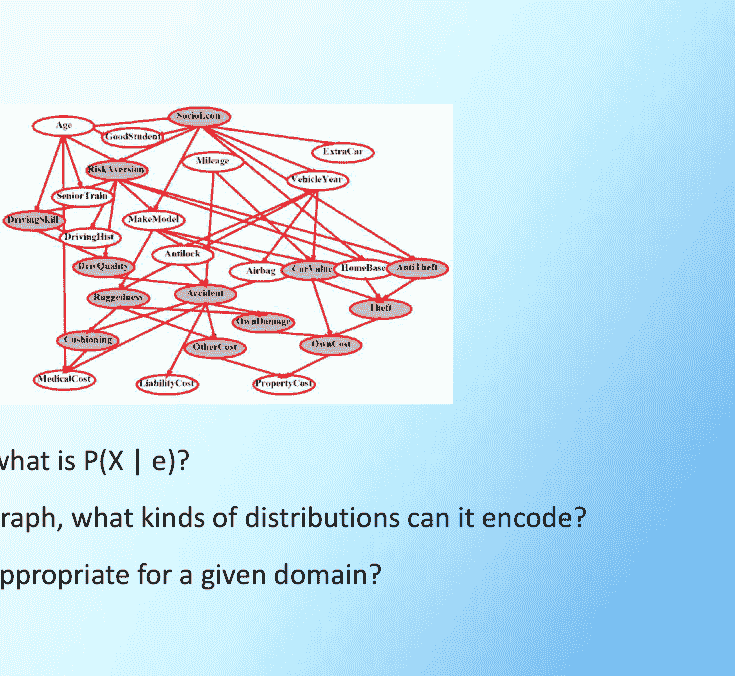 SocioEcon
Age
GoodStudent
ExtraCar
Mileage
RiskAversion
VehicleYear
SeniorTrain
DrivingSkill
MakeModel
DrivingHist
Antilock
DrivQuality
Airbag
CarValue
HomeBase
AntiTheft
Ruggedness
Accident
Theft
OwnDamage
Cushioning
OtherCost
OwnCost
MedicalCost
LiabilityCost
PropertyCost
what is P(X | e)?
raph, what kinds of distributions can it encode?
ppropriate for a given domain?